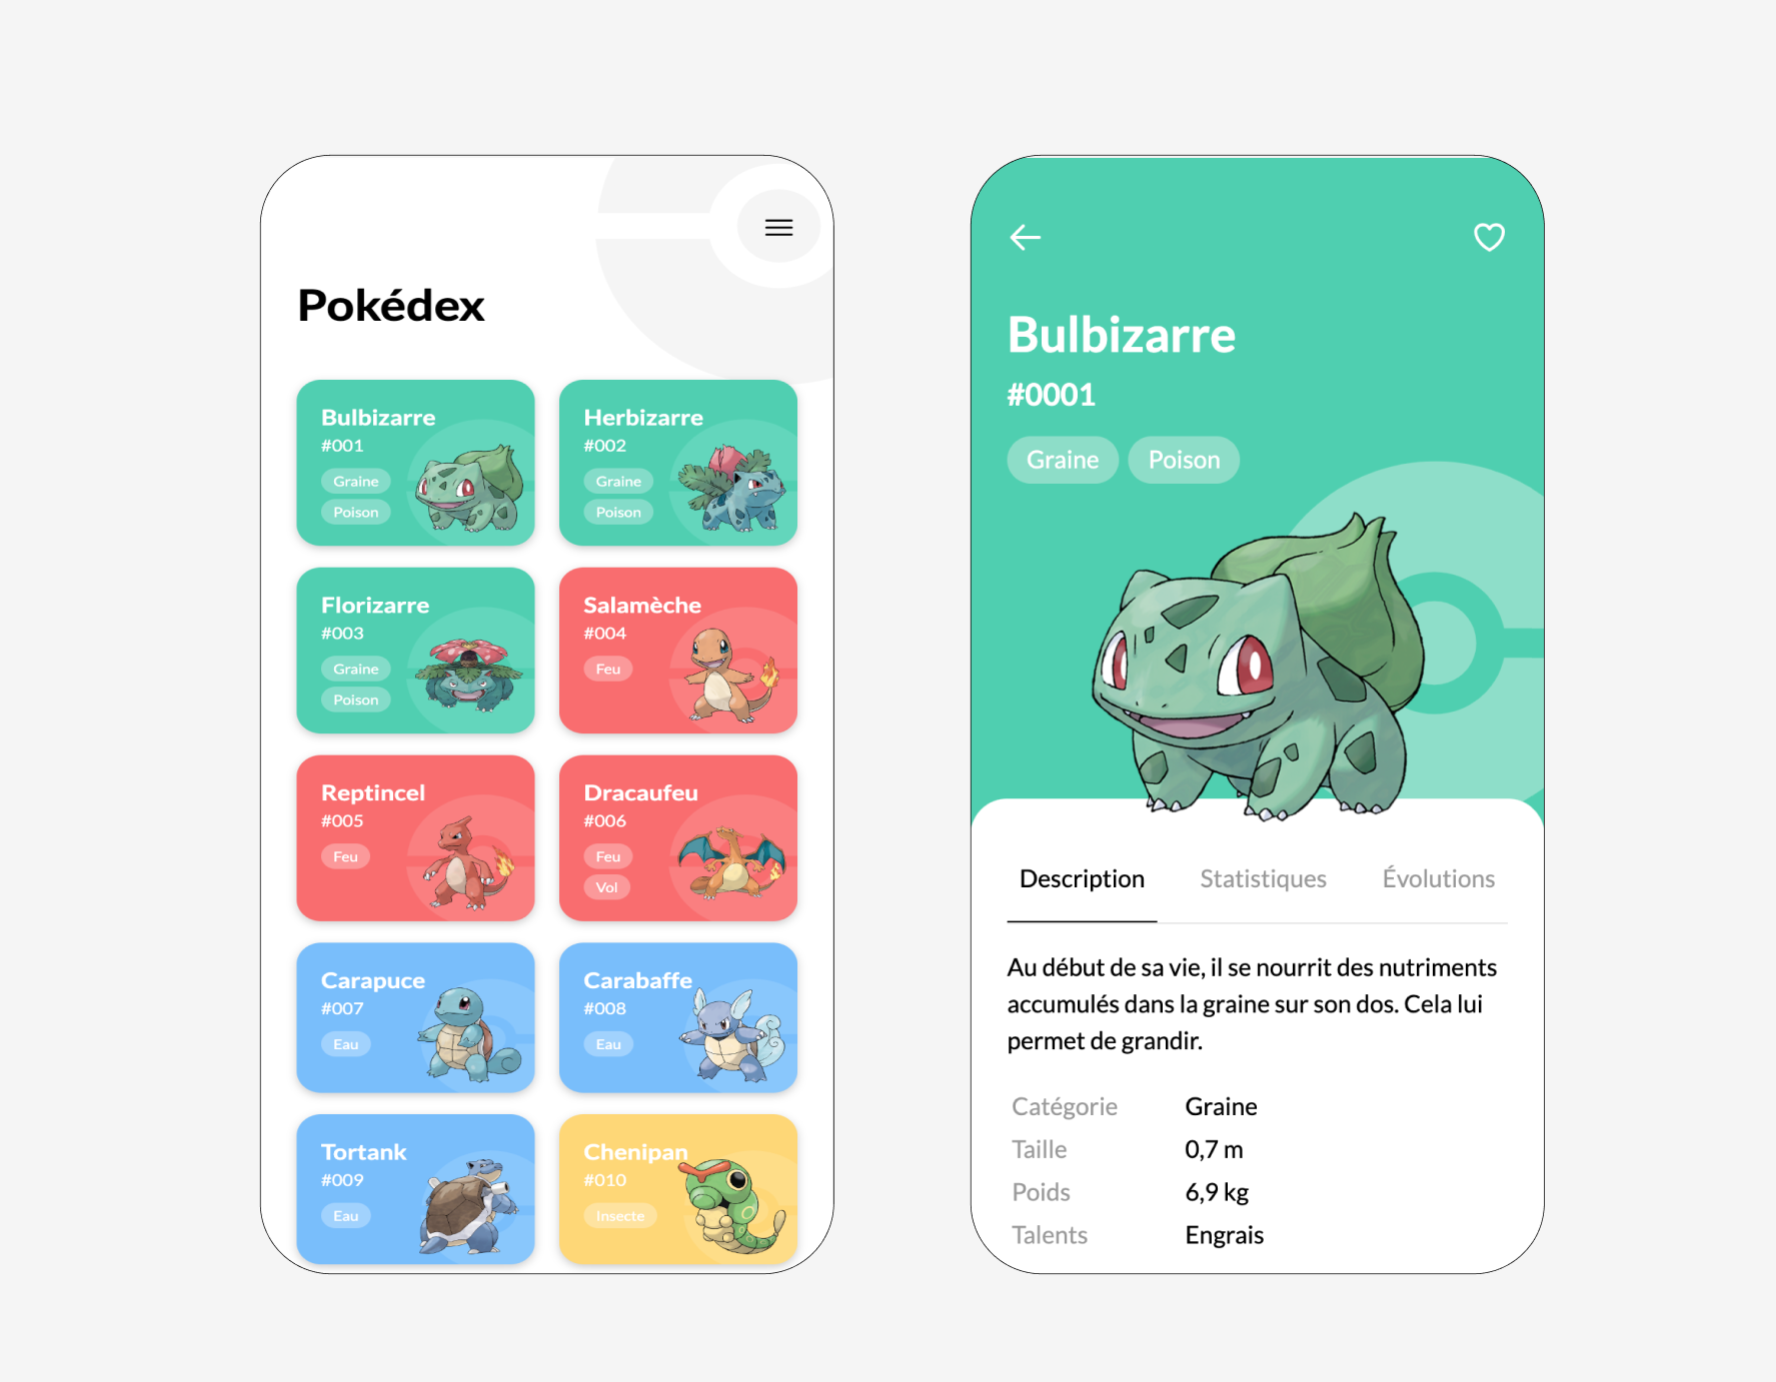 Pokédex
Bulbizarre
#001
Graine
Poison
Herbizarre
#002
Graine
Poison
Florizarre
#003
Graine
Poison
Salamèche
#004
Feu
Reptincel
#005
Feu
Dracaufeu
#006
Feu
Vol
Carapuce
#007
Eau
Carabaffe
#008
Eau
Tortank
#009
Eau
Chenipan
#010
Insecte
Bulbizarre
#0001
Graine Poison
Description Statistiques Évolutions
Au début de sa vie, il se nourrit des nutriments
accumulés dans la graine sur son dos. Cela lui
permet de grandir.
Catégorie Graine
Taille 0,7 m
Poids 6,9 kg
Talents Engrais